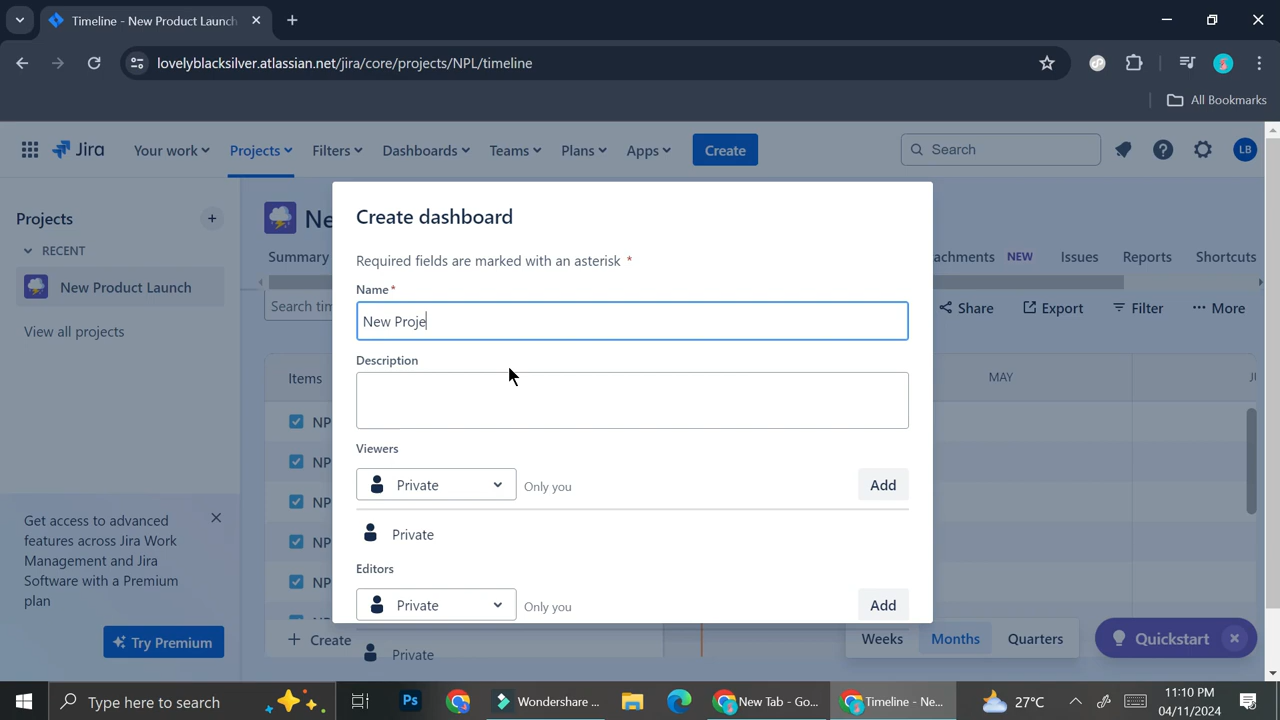 Timeline - New Product Launch
lovelyblacksilver.atlassian.net/jira/core/projects/NPL/timeline
All Bookmarks
Jira
Your work
Projects
Filters
Dashboards
Teams
Plans
Apps
Create
Search
LB
Projects
RECENT
New Product Launch
View all projects
Get access to advanced
features across Jira Work
Management and Jira
Software with a Premium
plan
Try Premium
Ne
Summary
achments NEW
Issues
Reports
Shortcuts
Search tim
Share
Export
Filter
More
Items
MAY
JU
NP
NP
NP
NP
NP
Create
Weeks
Months
Quarters
Quickstart
Create dashboard
Required fields are marked with an asterisk *
Name *
New Proje
Description
Viewers
Private
Only you
Add
Private
Editors
Private
Only you
Add
Private
Type here to search
Ps
Wondershare ...
New Tab - Go...
Timeline - Ne...
27°C
11:10 PM
04/11/2024